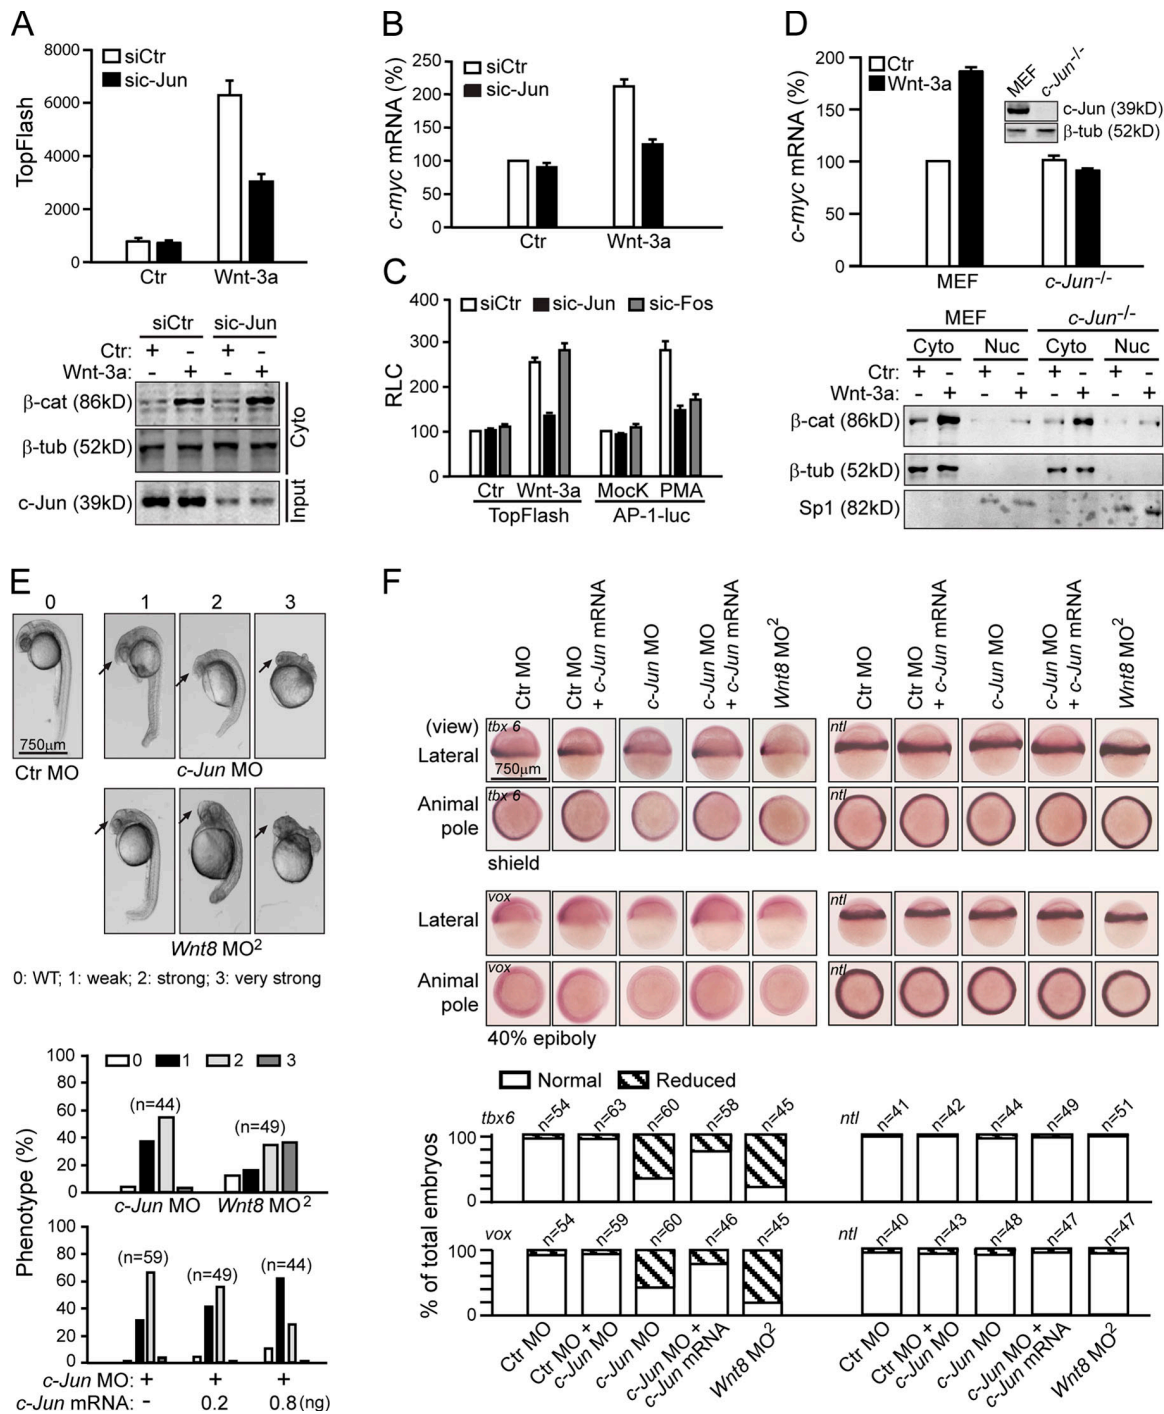 A
8000
6000
4000
2000
0
TopFlash
siCtr
sic-Jun
Ctr Wnt-3a
siCtr sic-Jun
Ctr: + - + -
Wnt-3a: - + - +
β-cat (86kD)
β-tub (52kD)
c-Jun (39kD)
Cyto
Input
B
250
200
150
100
50
0
c-myc mRNA (%)
siCtr
sic-Jun
Ctr Wnt-3a
C
400
300
200
100
0
RLC
siCtr sic-Jun sic-Fos
Ctr Wnt-3a MocK PMA
TopFlash AP-1-luc
D
200
150
100
50
0
c-myc mRNA (%)
Ctr
Wnt-3a
MEF c-Jun-/-
c-Jun (39kD)
β-tub (52kD)
MEF c-Jun-/-
MEF c-Jun-/-
Cyto Nuc Cyto Nuc
Ctr: + - + - + - + -
Wnt-3a: - + - + - + - +
β-cat (86kD)
β-tub (52kD)
Sp1 (82kD)
E
0 1 2 3
750µm
Ctr MO c-Jun MO
Wnt8 MO2
0: WT; 1: weak; 2: strong; 3: very strong
Phenotype (%)
100
80
60
40
20
0
0 1 2 3
(n=44) (n=49)
c-Jun MO Wnt8 MO2
100
80
60
40
20
0
(n=59) (n=49) (n=44)
c-Jun MO: + + +
c-Jun mRNA: - 0.2 0.8 (ng)
F
Ctr MO
Ctr MO + c-Jun mRNA
c-Jun MO
c-Jun MO + c-Jun mRNA
Wnt8 MO2
Ctr MO
Ctr MO + c-Jun mRNA
c-Jun MO
c-Jun MO + c-Jun mRNA
Wnt8 MO2
(view)
Lateral
tbx 6
750µm
ntl
Animal pole
tbx 6
ntl
shield
Lateral
vox
ntl
Animal pole
vox
ntl
40% epiboly
Normal Reduced
% of total embryos
tbx6 n=54 n=63 n=60 n=58 n=45
100
0
ntl n=41 n=42 n=44 n=49 n=51
vox n=54 n=59 n=60 n=46 n=45
100
0
ntl n=40 n=43 n=48 n=47 n=47
Ctr MO
Ctr MO + c-Jun MO
c-Jun MO
c-Jun MO + c-Jun mRNA
Wnt8 MO2
Ctr MO
Ctr MO + c-Jun MO
c-Jun MO
c-Jun MO + c-Jun mRNA
Wnt8 MO2